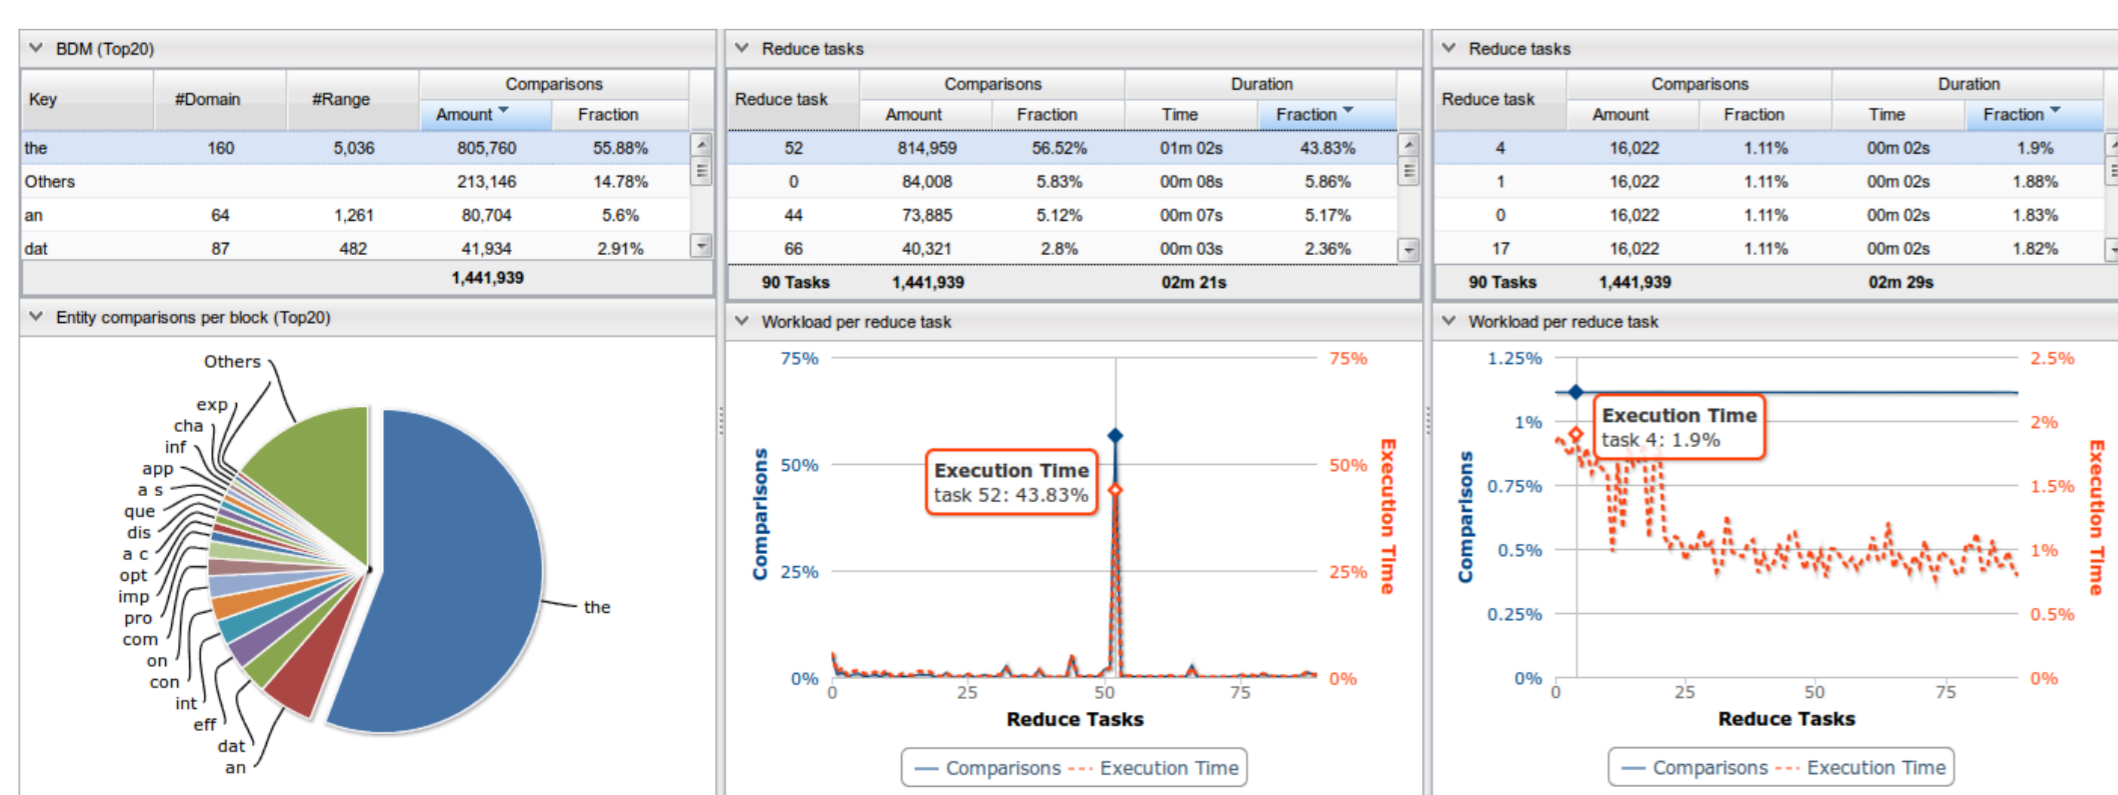 BDM (Top20)
Key #Domain #Range Comparisons
Amount Fraction
the 160 5,036 805,760 55.88%
Others 213,146 14.78%
an 64 1,261 80,704 5.6%
dat 87 482 41,934 2.91%
1,441,939
Entity comparisons per block (Top20)
Others
exp
cha
inf
app
a s
que
dis
a c
opt
imp
pro
com
on
con
int
eff
dat
an
the
Reduce tasks
Reduce task Comparisons Duration
Amount Fraction Time Fraction
52 814,959 56.52% 01m 02s 43.83%
0 84,008 5.83% 00m 08s 5.86%
44 73,885 5.12% 00m 07s 5.17%
66 40,321 2.8% 00m 03s 2.36%
90 Tasks 1,441,939 02m 21s
Workload per reduce task
75% 75%
50% 50%
25% 25%
0% 0%
Comparisons
Execution Time
Execution Time
task 52: 43.83%
0 25 50 75
Reduce Tasks
Comparisons Execution Time
Reduce tasks
Reduce task Comparisons Duration
Amount Fraction Time Fraction
4 16,022 1.11% 00m 02s 1.9%
1 16,022 1.11% 00m 02s 1.88%
0 16,022 1.11% 00m 02s 1.83%
17 16,022 1.11% 00m 02s 1.82%
90 Tasks 1,441,939 02m 29s
Workload per reduce task
1.25% 2.5%
1% 2%
0.75% 1.5%
0.5% 1%
0.25% 0.5%
0% 0%
Comparisons
Execution Time
Execution Time
task 4: 1.9%
0 25 50 75
Reduce Tasks
Comparisons Execution Time